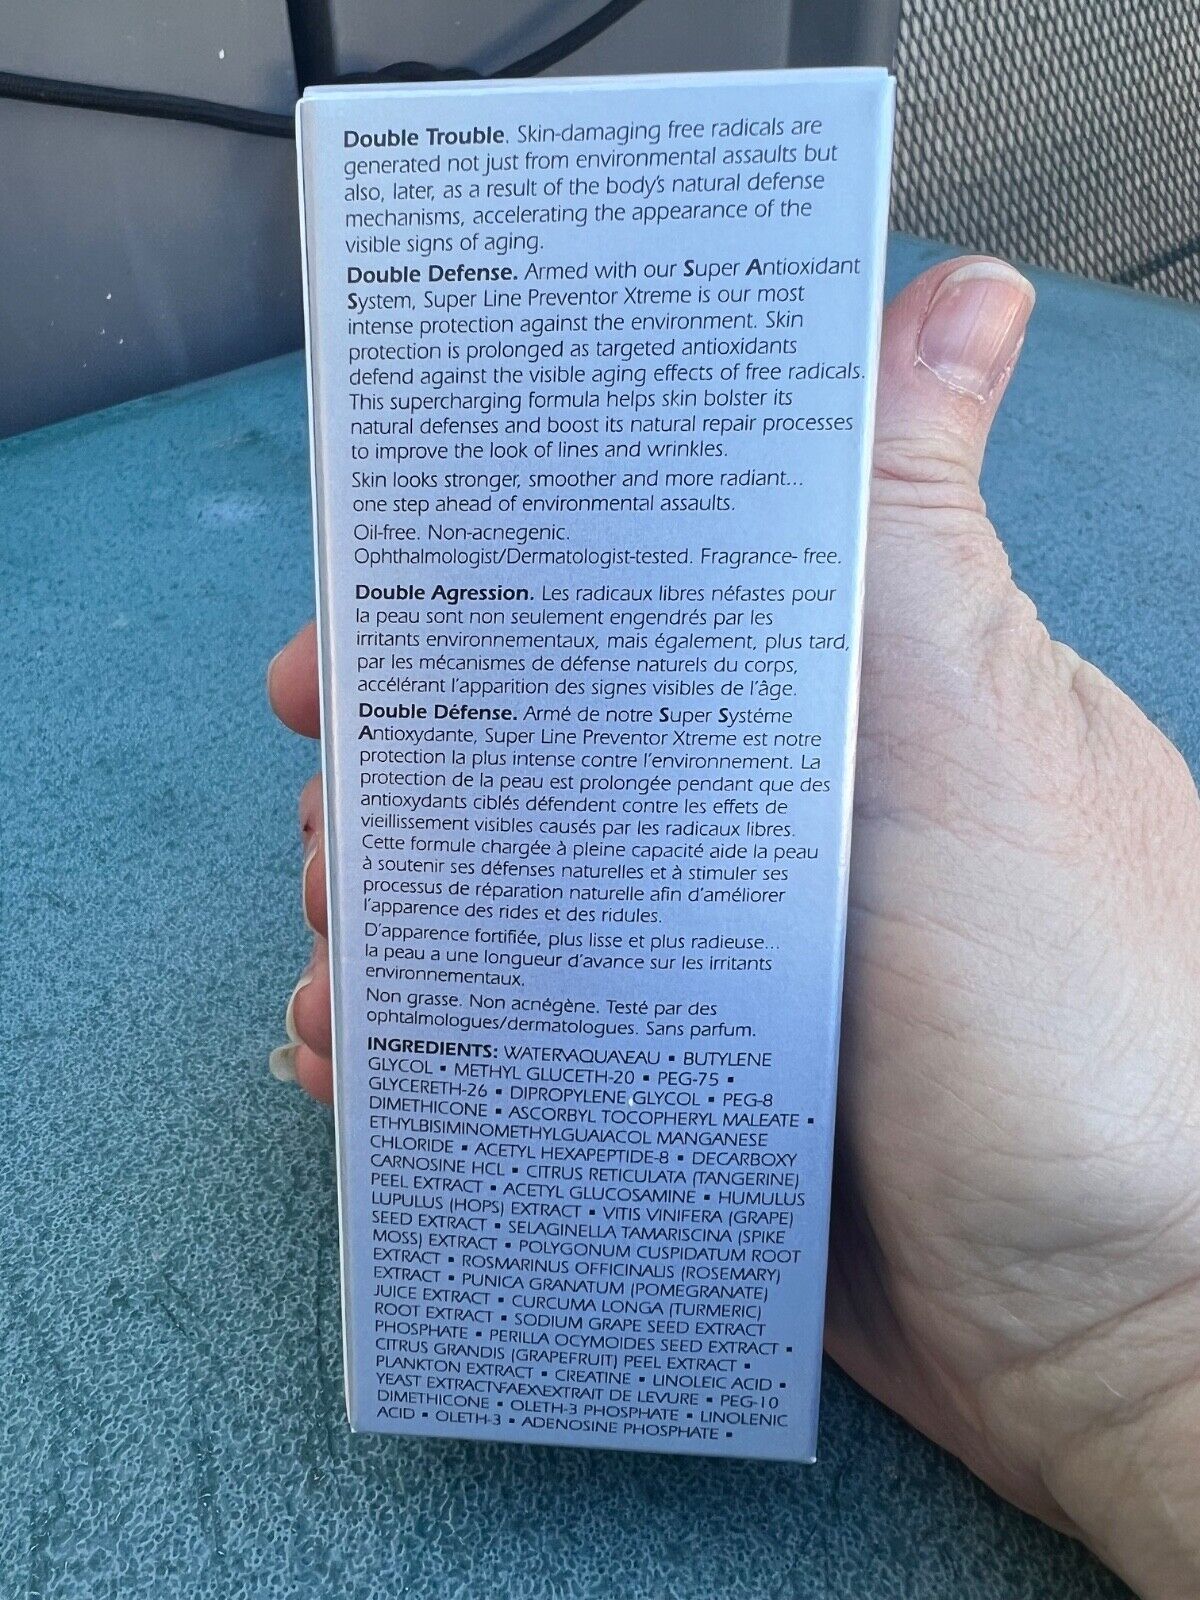 Double Trouble. Skin-damaging free radicals are
generated not just from environmental assaults but
also, later, as a result of the body's natural defense
mechanisms, accelerating the appearance of the
visible signs of aging.
Double Defense. Armed with our Super Antioxidant
System, Super Line Preventor Xtreme is our most
intense protection against the environment. Skin
protection is prolonged as targeted antioxidants
defend against the visible aging effects of free radicals.
This supercharging formula helps skin bolster its
natural defenses and boost its natural repair processes
to improve the look of lines and wrinkles.
Skin looks stronger, smoother and more radiant...
one step ahead of environmental assaults.
Oil-free. Non-acnegenic.
Ophthalmologist/Dermatologist-tested. Fragrance- free.
Double Agression. Les radicaux libres néfastes pour
la peau sont non seulement engendrés par les
irritants environnementaux, mais également, plus tard,
par les mécanismes de défense naturels du corps,
accélérant l'apparition des signes visibles de l'âge.
Double Défense. Armé de notre Super Systéme
Antioxydante, Super Line Preventor Xtreme est notre
protection la plus intense contre l'environnement. La
protection de la peau est prolongée pendant que des
antioxydants ciblés défendent contre les effets de
vieillissement visibles causés par les radicaux libres.
Cette formule chargée à pleine capacité aide la peau
à soutenir ses défenses naturelles et à stimuler ses
processus de réparation naturelle afin d'améliorer
l'apparence des rides et des ridules.
D'apparence fortifiée, plus lisse et plus radieuse...
la peau a une longueur d'avance sur les irritants
environnementaux.
Non grasse. Non acnégène. Testé par des
ophtalmologues/dermatologues. Sans parfum.
INGREDIENTS: WATER\AQUA\EAU ▪ BUTYLENE
GLYCOL ▪ METHYL GLUCETH-20 ▪ PEG-75 ▪
GLYCERETH-26 ▪ DIPROPYLENE GLYCOL ▪ PEG-8
DIMETHICONE ▪ ASCORBYL TOCOPHERYL MALEATE ▪
ETHYLBISIMINOMETHYLGUAIACOL MANGANESE
CHLORIDE ▪ ACETYL HEXAPEPTIDE-8 ▪ DECARBOXY
CARNOSINE HCL ▪ CITRUS RETICULATA (TANGERINE)
PEEL EXTRACT ▪ ACETYL GLUCOSAMINE ▪ HUMULUS
LUPULUS (HOPS) EXTRACT ▪ VITIS VINIFERA (GRAPE)
SEED EXTRACT ▪ SELAGINELLA TAMARISCINA (SPIKE
MOSS) EXTRACT ▪ POLYGONUM CUSPIDATUM ROOT
EXTRACT ▪ ROSMARINUS OFFICINALIS (ROSEMARY)
EXTRACT ▪ PUNICA GRANATUM (POMEGRANATE)
JUICE EXTRACT ▪ CURCUMA LONGA (TURMERIC)
ROOT EXTRACT ▪ SODIUM GRAPE SEED EXTRACT
PHOSPHATE ▪ PERILLA OCYMOIDES SEED EXTRACT ▪
CITRUS GRANDIS (GRAPEFRUIT) PEEL EXTRACT ▪
PLANKTON EXTRACT ▪ CREATINE ▪ LINOLEIC ACID ▪
YEAST EXTRACT\FAEX\EXTRAIT DE LEVURE ▪ PEG-10
DIMETHICONE ▪ OLETH-3 PHOSPHATE ▪ LINOLENIC
ACID ▪ OLETH-3 ▪ ADENOSINE PHOSPHATE ▪